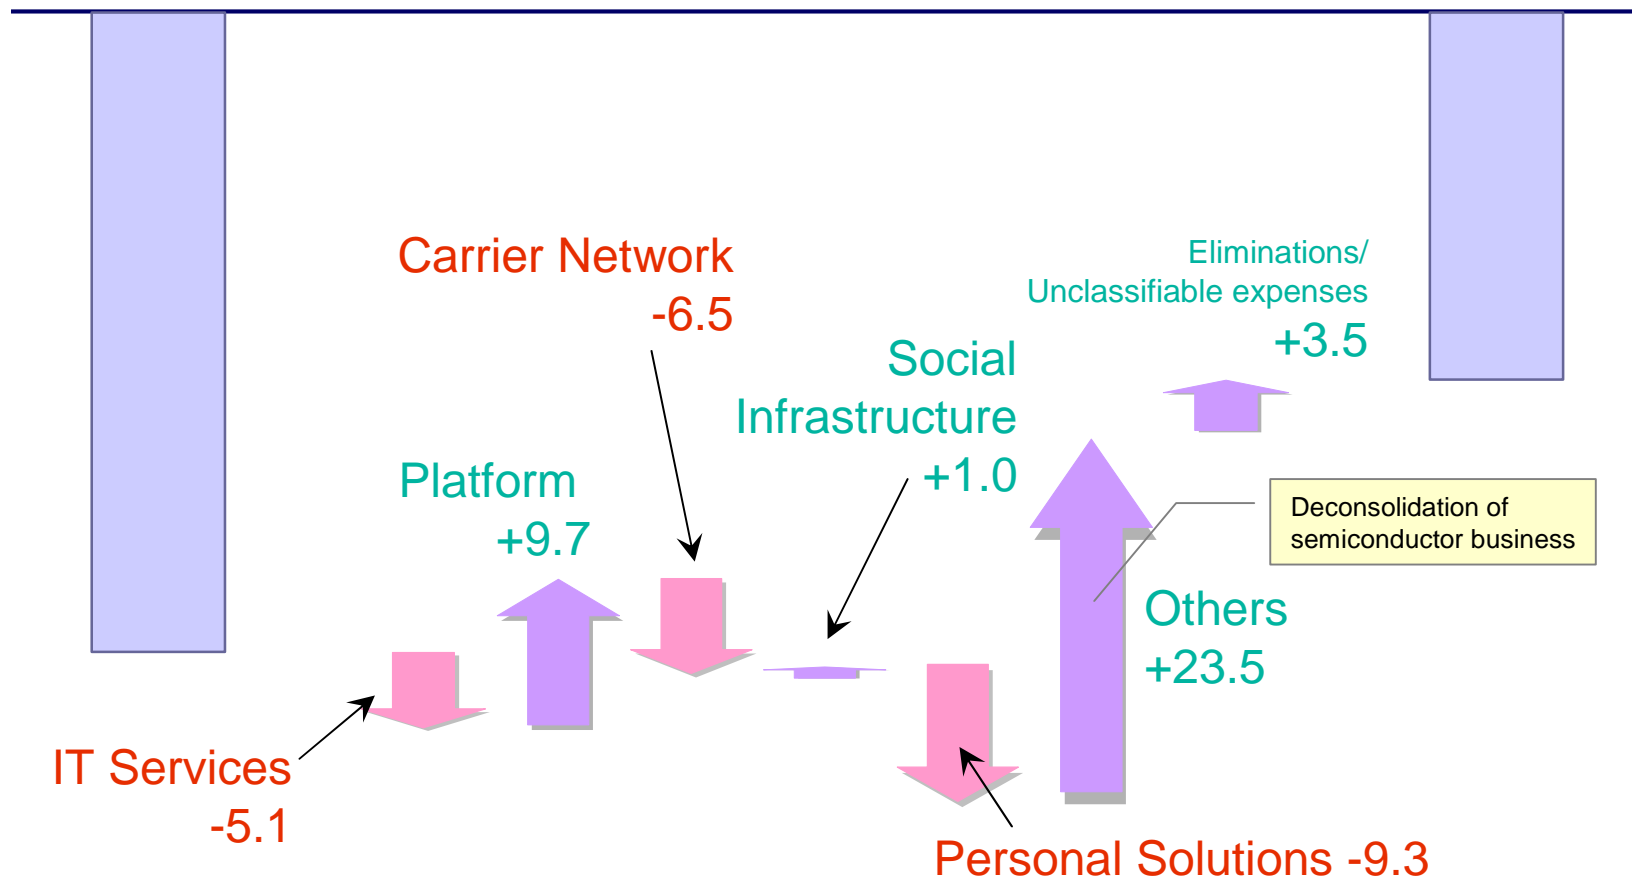 Carrier Network
-6.5
Eliminations/
Unclassifiable expenses
+3.5
Social
Infrastructure
+1.0
Platform
+9.7
Deconsolidation of
semiconductor business
Others
+23.5
IT Services
-5.1
Personal Solutions -9.3